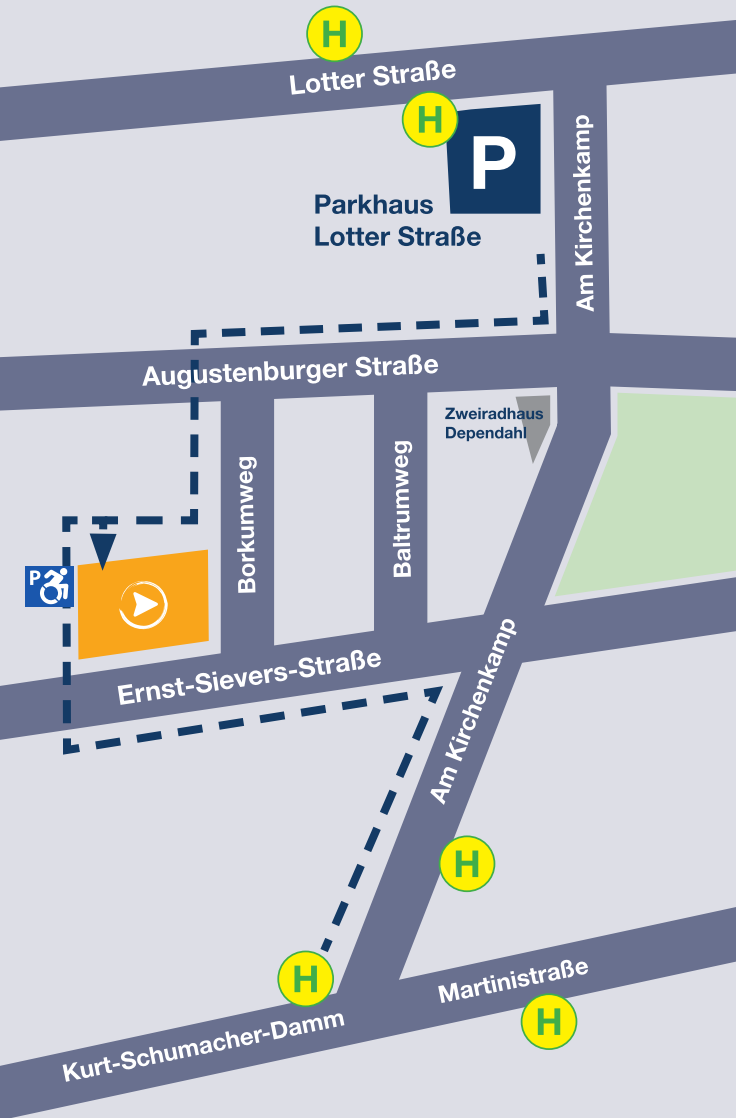 H
Lotter Straße
H
P
Am Kirchenkamp
Parkhaus
Lotter Straße
Augustenburger Straße
Zweiradhaus
Dependahl
Borkumweg
Baltrumweg
P
Ernst-Sievers-Straße
Am Kirchenkamp
H
H
Martinistraße
H
Kurt-Schumacher-Damm